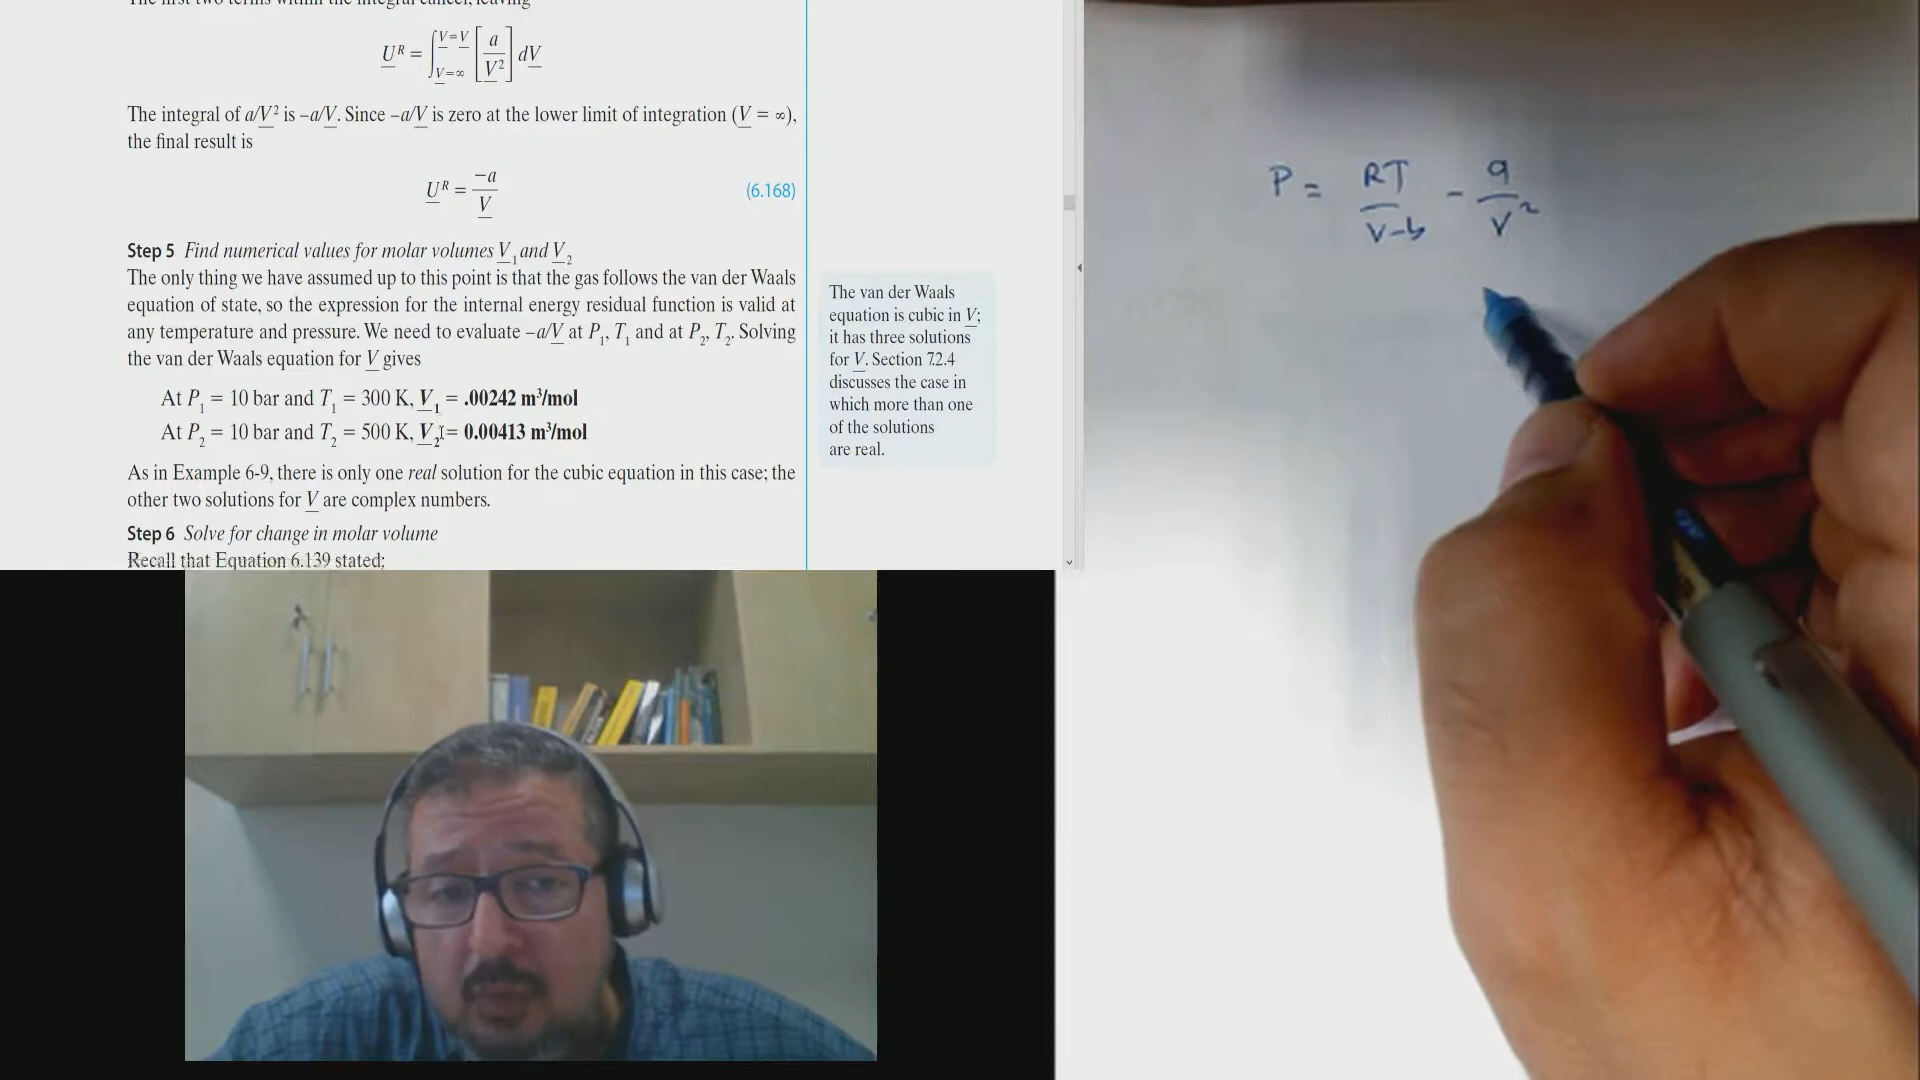 The first two terms within the integral cancel, leaving
U^R = ∫_{V=∞}^{V=V} [a/V²] dV
The integral of a/V² is –a/V. Since –a/V is zero at the lower limit of integration (V = ∞),
the final result is
U^R = –a/V (6.168)
Step 5 Find numerical values for molar volumes V₁ and V₂
The only thing we have assumed up to this point is that the gas follows the van der Waals
equation of state, so the expression for the internal energy residual function is valid at
any temperature and pressure. We need to evaluate –a/V at P₁, T₁ and at P₂, T₂. Solving
the van der Waals equation for V gives
At P₁ = 10 bar and T₁ = 300 K, V₁ = .00242 m³/mol
At P₂ = 10 bar and T₂ = 500 K, V₂ = 0.00413 m³/mol
As in Example 6-9, there is only one real solution for the cubic equation in this case; the
other two solutions for V are complex numbers.
Step 6 Solve for change in molar volume
Recall that Equation 6.139 stated;
The van der Waals
equation is cubic in V;
it has three solutions
for V. Section 7.2.4
discusses the case in
which more than one
of the solutions
are real.
P = RT/(V-b) - a/V²